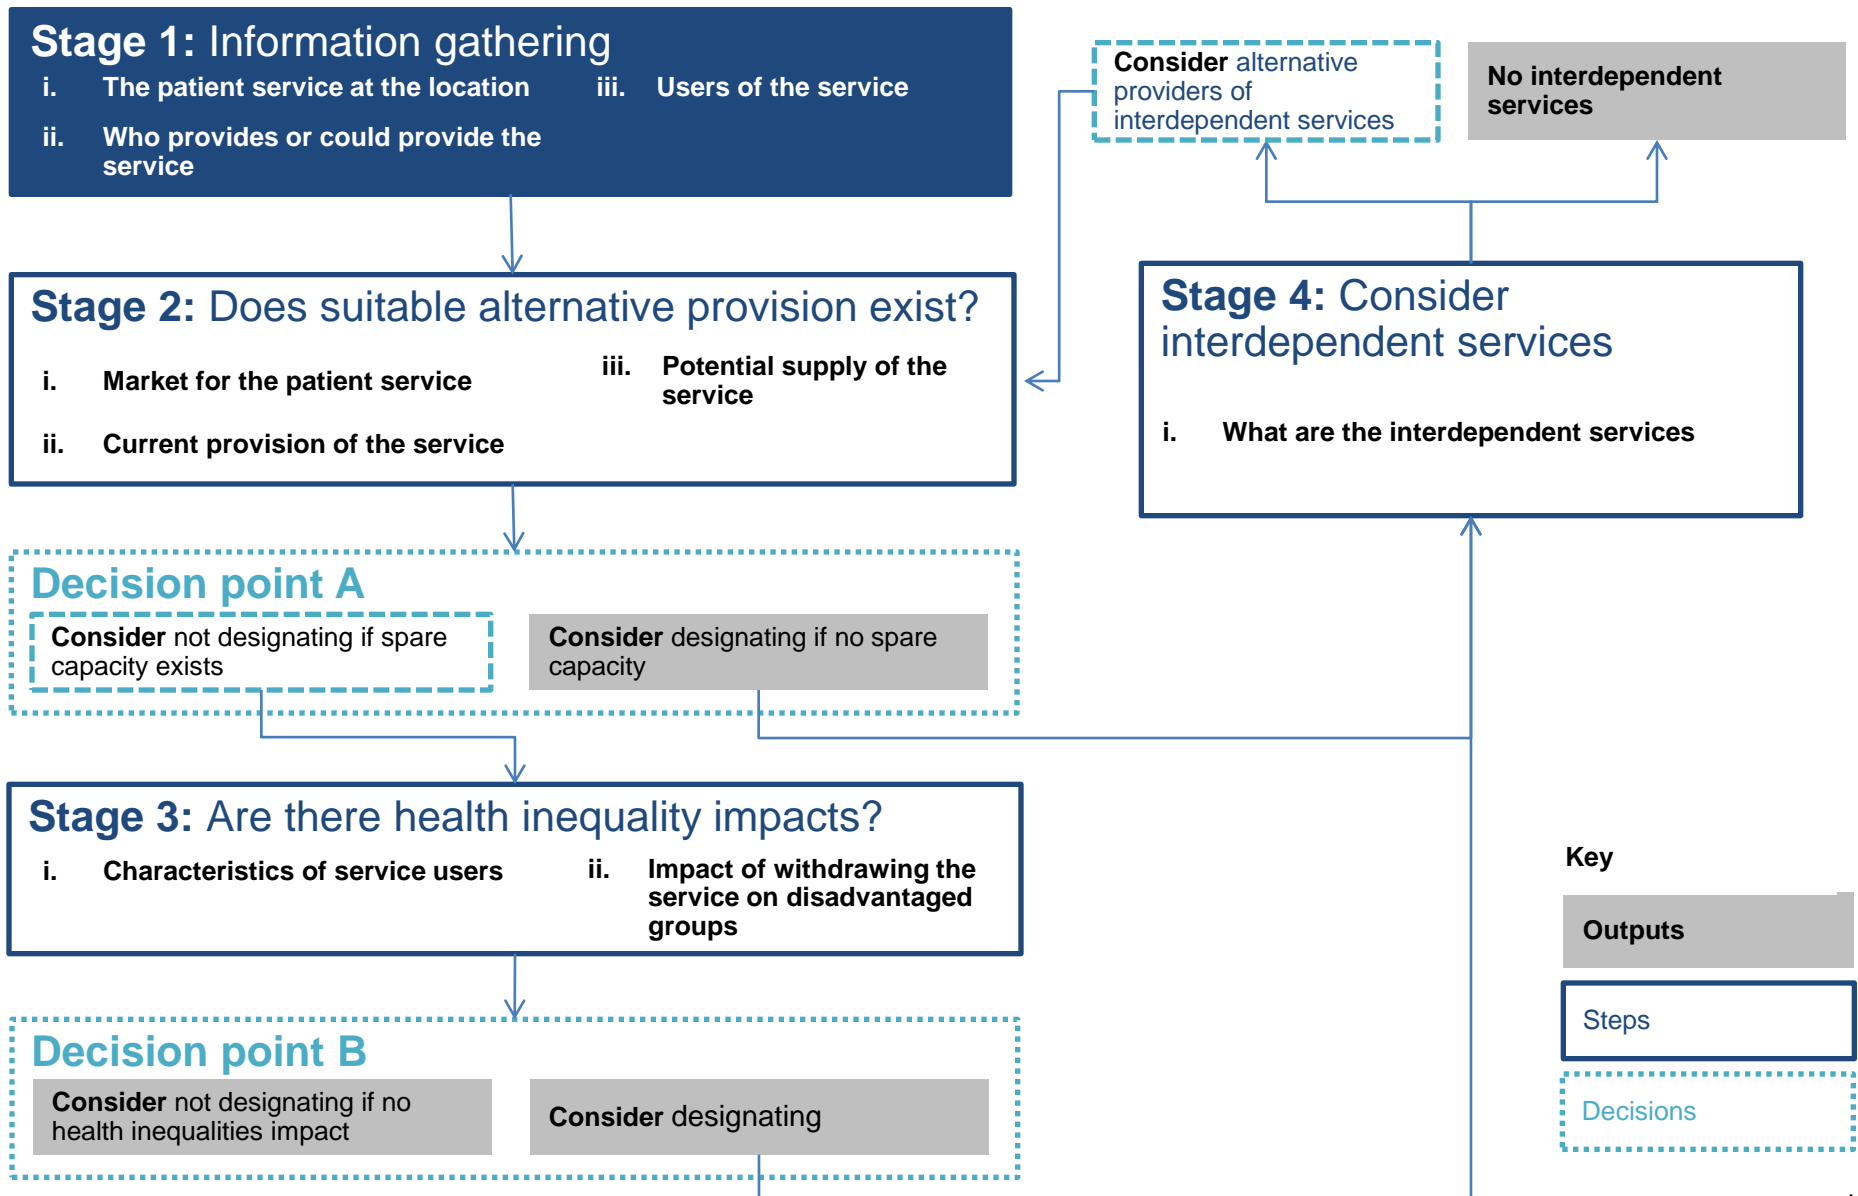 Stage 1: Information gathering
i. The patient service at the location
ii. Who provides or could provide the
service
iii. Users of the service
Stage 2: Does suitable alternative provision exist?
i. Market for the patient service
ii. Current provision of the service
iii. Potential supply of the
service
Decision point A
Consider not designating if spare
capacity exists
Consider designating if no spare
capacity
Stage 3: Are there health inequality impacts?
i. Characteristics of service users
ii. Impact of withdrawing the
service on disadvantaged
groups
Decision point B
Consider not designating if no
health inequalities impact
Consider designating
Consider alternative
providers of
interdependent services
No interdependent
services
Stage 4: Consider
interdependent services
i. What are the interdependent services
Key
Outputs
Steps
Decisions